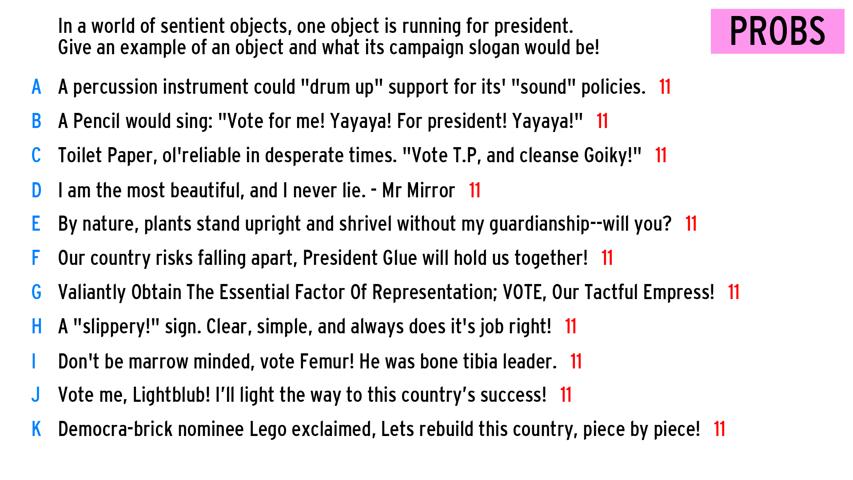 In a world of sentient objects, one object is running for president.
Give an example of an object and what its campaign slogan would be!
PROBS
A A percussion instrument could "drum up" support for its' "sound" policies. 11
B A Pencil would sing: "Vote for me! Yayaya! For president! Yayaya!" 11
C Toilet Paper, ol'reliable in desperate times. "Vote T.P, and cleanse Goiky!" 11
D I am the most beautiful, and I never lie. - Mr Mirror 11
E By nature, plants stand upright and shrivel without my guardianship--will you? 11
F Our country risks falling apart, President Glue will hold us together! 11
G Valiantly Obtain The Essential Factor Of Representation; VOTE, Our Tactful Empress! 11
H A "slippery!" sign. Clear, simple, and always does it's job right! 11
I Don't be marrow minded, vote Femur! He was bone tibia leader. 11
J Vote me, Lightblub! I’ll light the way to this country’s success! 11
K Democra-brick nominee Lego exclaimed, Lets rebuild this country, piece by piece! 11